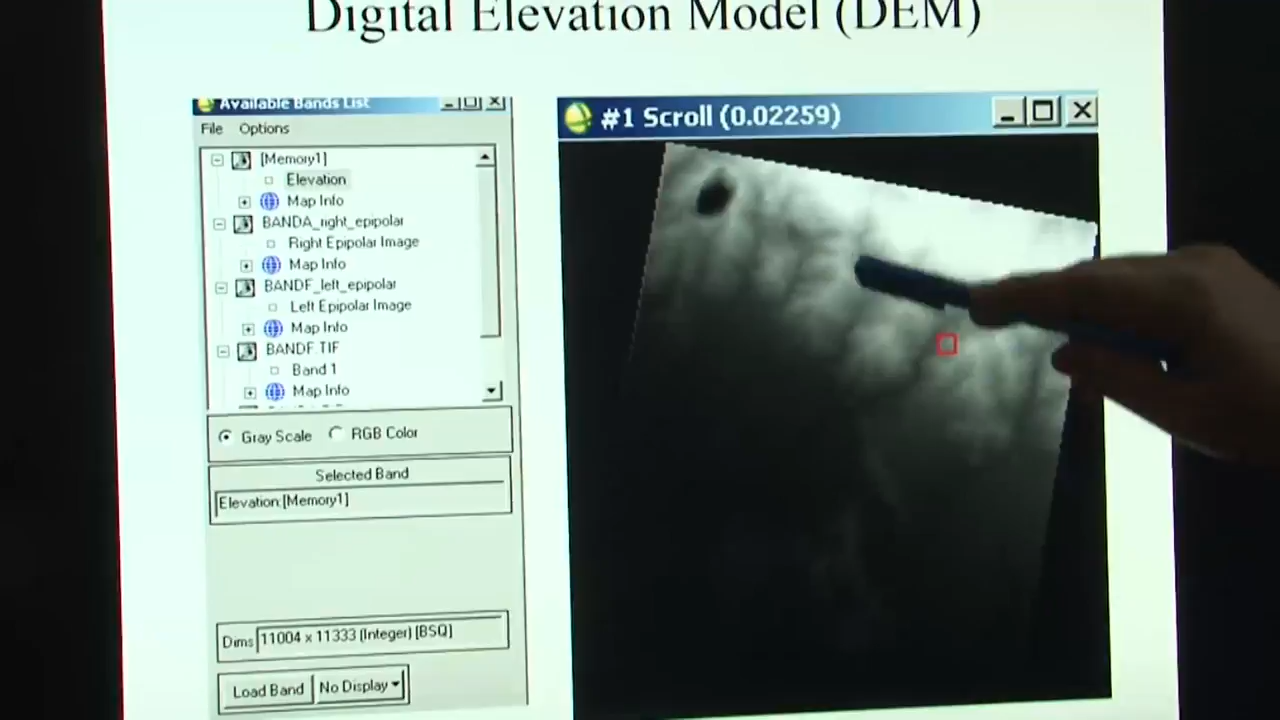 Digital Elevation Model (DEM)
Available Bands List
File Options
[Memory1]
Elevation
Map Info
BANDA_right_epipolar
Right Epipolar Image
Map Info
BANDF_left_epipolar
Left Epipolar Image
Map Info
BANDF.TIF
Band 1
Map Info
Gray Scale RGB Color
Selected Band
Elevation:[Memory1]
Dims 11004 x 11333 (Integer) [BSQ]
Load Band No Display
#1 Scroll (0.02259)